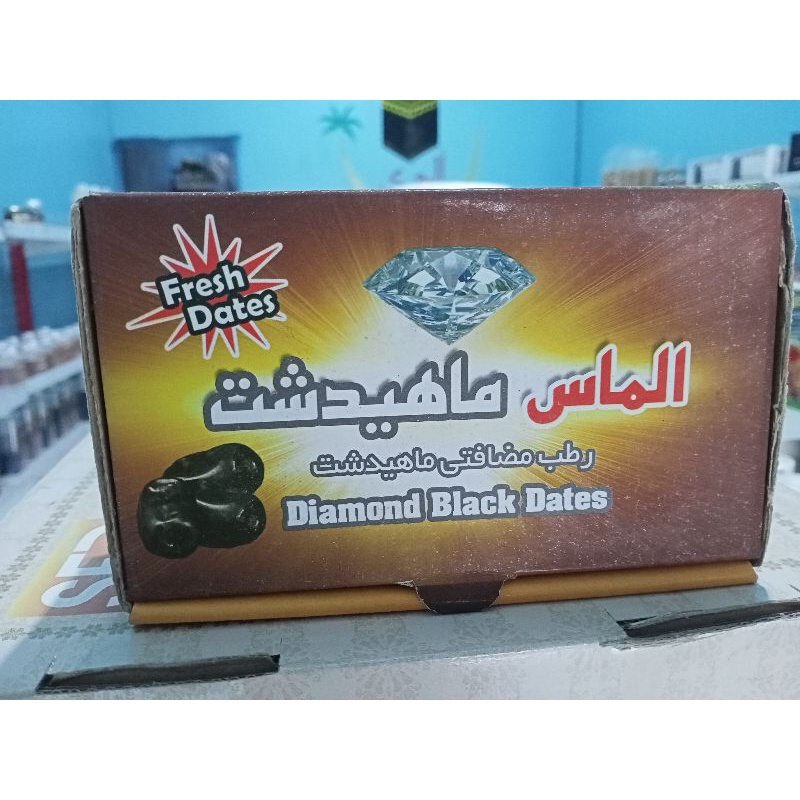 Fresh
Dates
الماس ماهیدشت
رطب مضافتی ماهیدشت
Diamond Black Dates